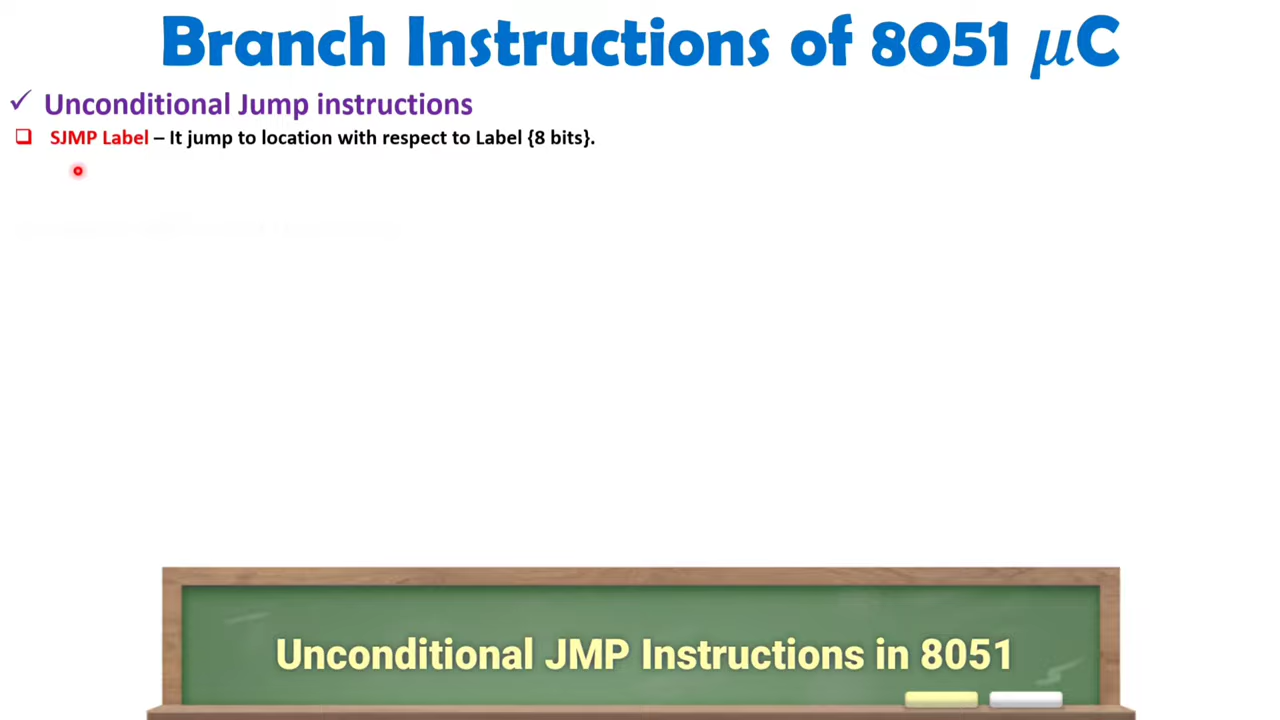 Branch Instructions of 8051 𝜇C
✓ Unconditional Jump instructions
❑ SJMP Label – It jump to location with respect to Label {8 bits}.
Unconditional JMP Instructions in 8051